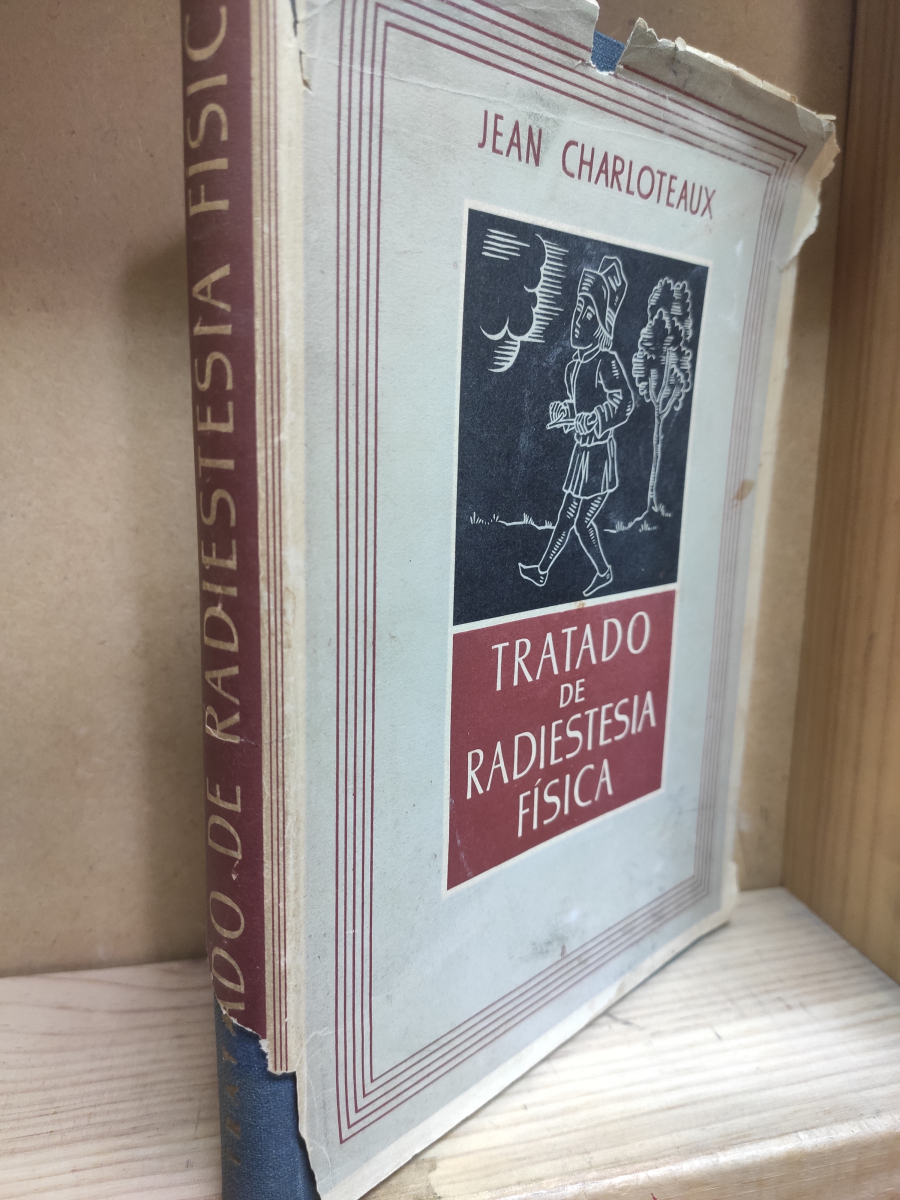 JEAN CHARLOTEAUX
TRATADO
DE
RADIESTESIA
FÍSICA
ADO DE RADIESTESIA FISIC